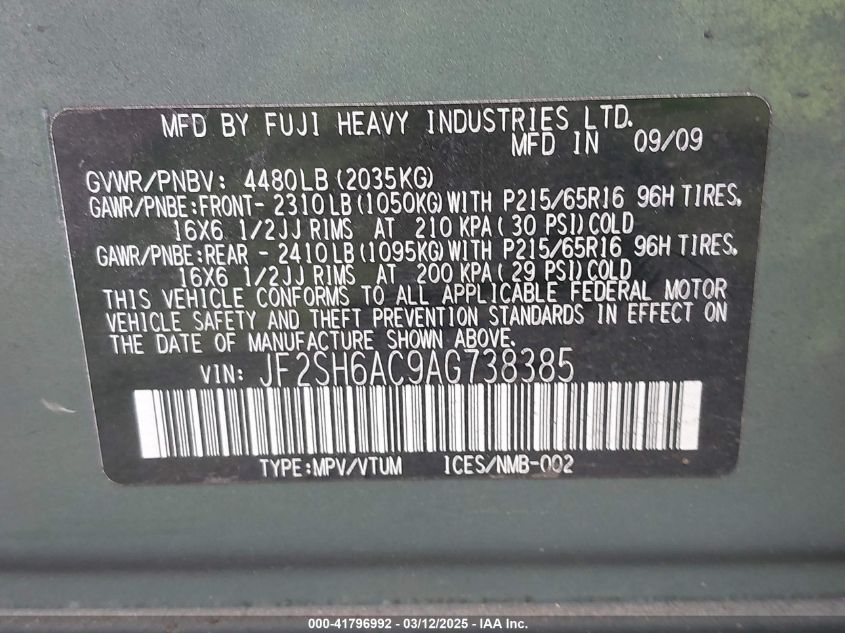 MFD BY FUJI HEAVY INDUSTRIES LTD.
MFD IN 09/09
GVWR/PNBV: 4480LB(2035KG)
GAWR/PNBE:FRONT- 2310LB(1050KG)WITH P215/65R16 96H TIRES.
16X6 1/2JJ RIMS AT 210 KPA(30 PSI)COLD
GAWR/PNBE:REAR - 2410LB(1095KG)WITH P215/65R16 96H TIRES.
16X6 1/2JJ RIMS AT 200 KPA(29 PSI)COLD
THIS VEHICLE CONFORMS TO ALL APPLICABLE FEDERAL MOTOR
VEHICLE SAFETY AND THEFT PREVENTION STANDARDS IN EFFECT ON
THE DATE OF MANUFACTURE SHOWN ABOVE.
VIN: JF2SH6AC9AG738385
TYPE:MPV/VTUM ICES/NMB-002
000-41796992 - 03/12/2025 - IAA Inc.